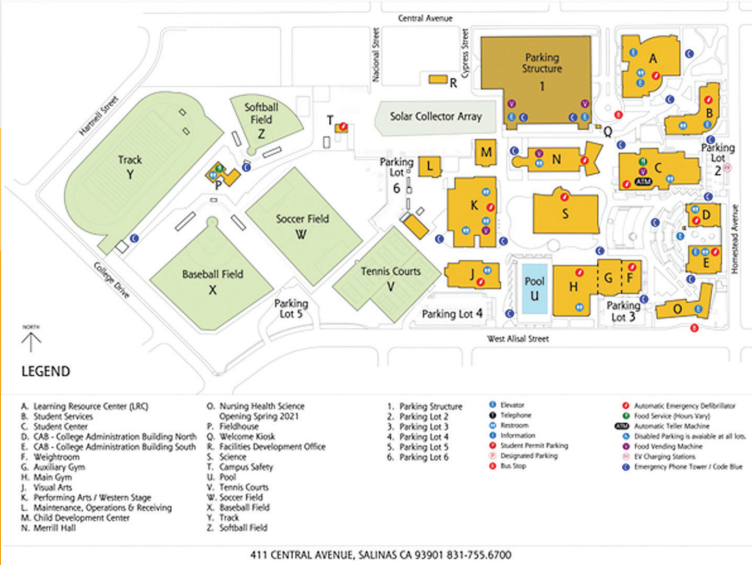 Central Avenue
Hartnell Street
Nacional Street
Cypress Street
Parking
Structure
1
A
R
Softball
Field
Z
Solar Collector Array
T
B
Q
Track
Y
M
N
C
Parking
Lot
2
ATM
Parking
Lot
6
L
P
K
S
D
Homestead Avenue
Soccer Field
W
E
Tennis Courts
V
Baseball Field
X
J
Pool
U
H
G
F
O
College Drive
Parking
Lot 5
Parking Lot 4
Parking
Lot 3
West Alisal Street
NORTH
LEGEND
A. Learning Resource Center (LRC)
B. Student Services
C. Student Center
D. CAB - College Administration Building North
E. CAB - College Administration Building South
F. Weightroom
G. Auxiliary Gym
H. Main Gym
J. Visual Arts
K. Performing Arts / Western Stage
L. Maintenance, Operations & Receiving
M. Child Development Center
N. Merrill Hall
O. Nursing Health Science
Opening Spring 2021
P. Fieldhouse
Q. Welcome Kiosk
R. Facilities Development Office
S. Science
T. Campus Safety
U. Pool
V. Tennis Courts
W. Soccer Field
X. Baseball Field
Y. Track
Z. Softball Field
1. Parking Structure
2. Parking Lot 2
3. Parking Lot 3
4. Parking Lot 4
5. Parking Lot 5
6. Parking Lot 6
Elevator
Telephone
Restroom
Information
Student Permit Parking
Designated Parking
Bus Stop
Automatic Emergency Defibrillator
Food Service (Hours Vary)
ATM Automatic Teller Machine
Disabled Parking is avaiable at all lots.
Food Vending Machine
EV Charging Stations
Emergency Phone Tower / Code Blue
411 CENTRAL AVENUE, SALINAS CA 93901 831-755.6700